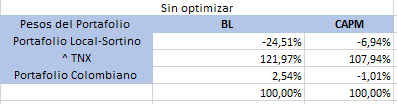 Sin optimizar
Pesos del Portafolio BL CAPM
Portafolio Local-Sortino -24,51% -6,94%
^ TNX 121,97% 107,94%
Portafolio Colombiano 2,54% -1,01%
100,00% 100,00%